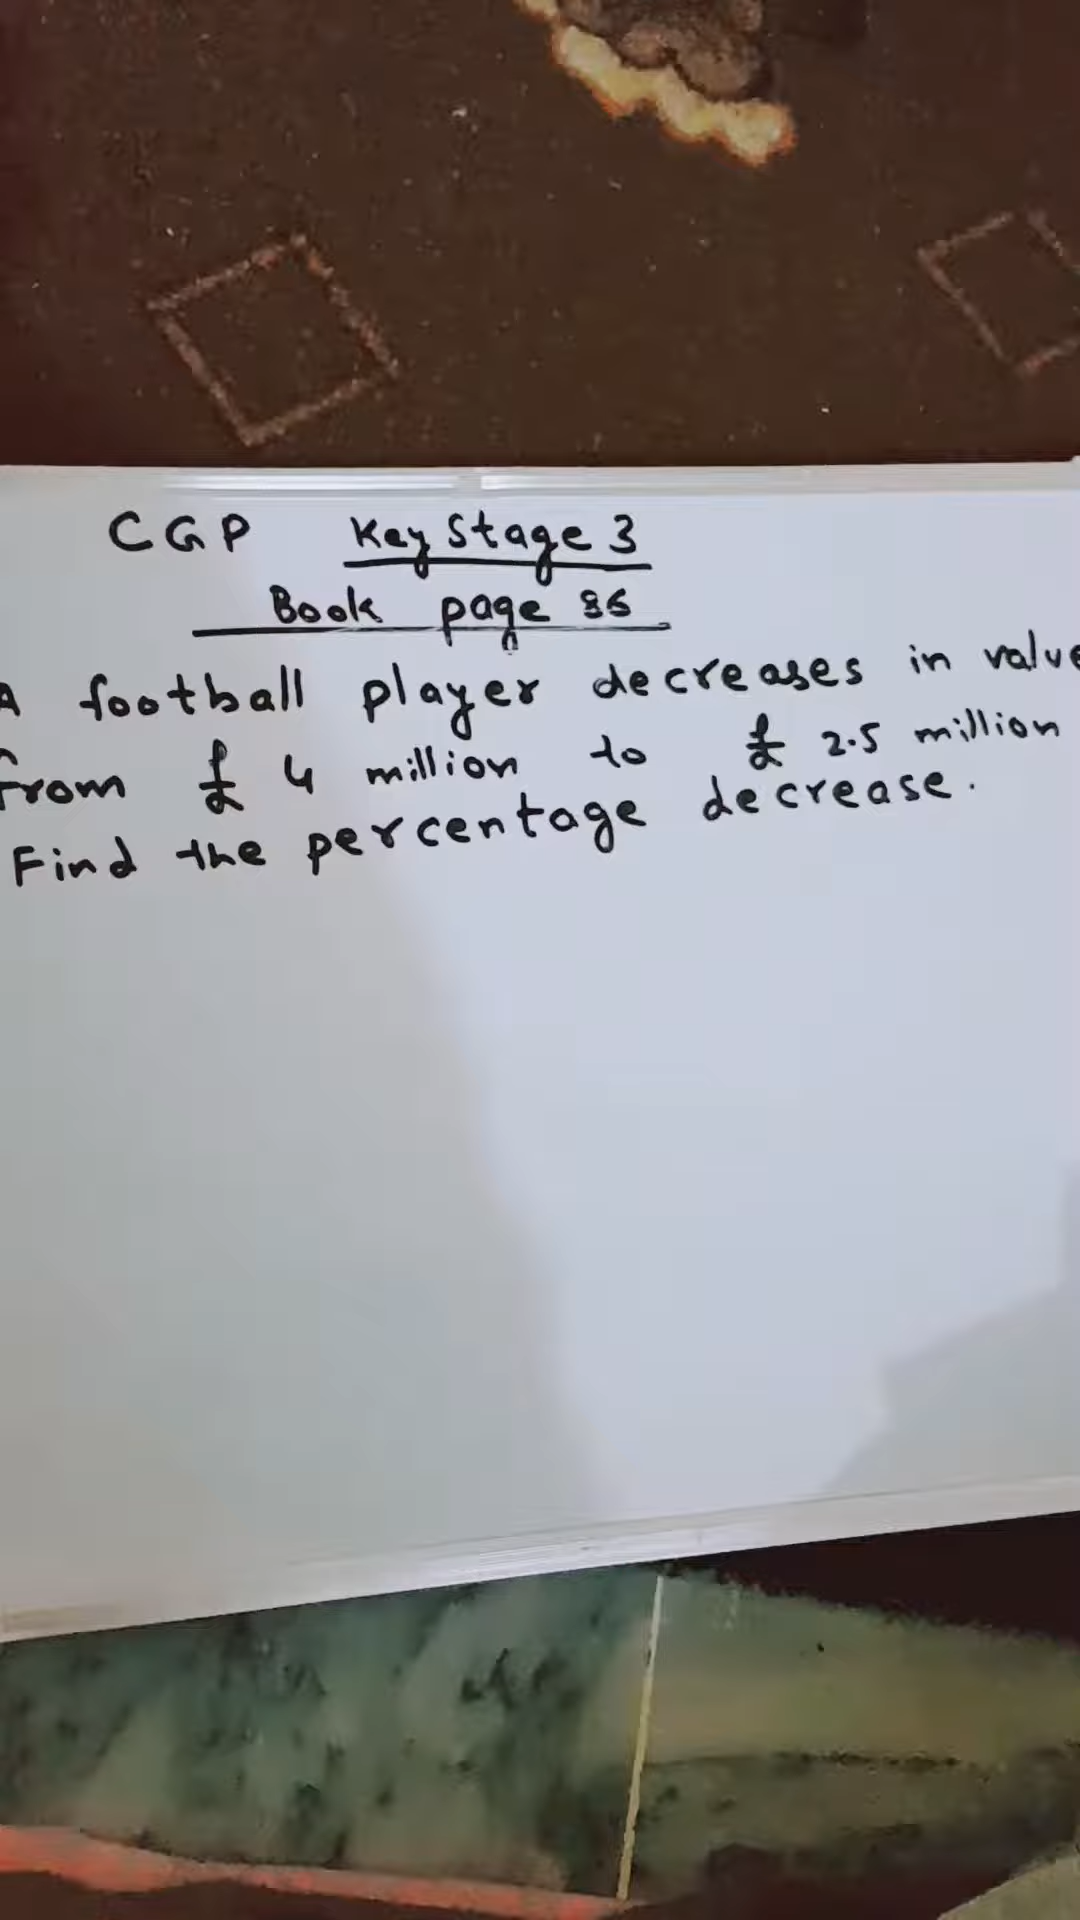 CGP Key Stage 3
Book page 86
A football player decreases in value
from £ 4 million to £ 2.5 million
Find the percentage decrease.